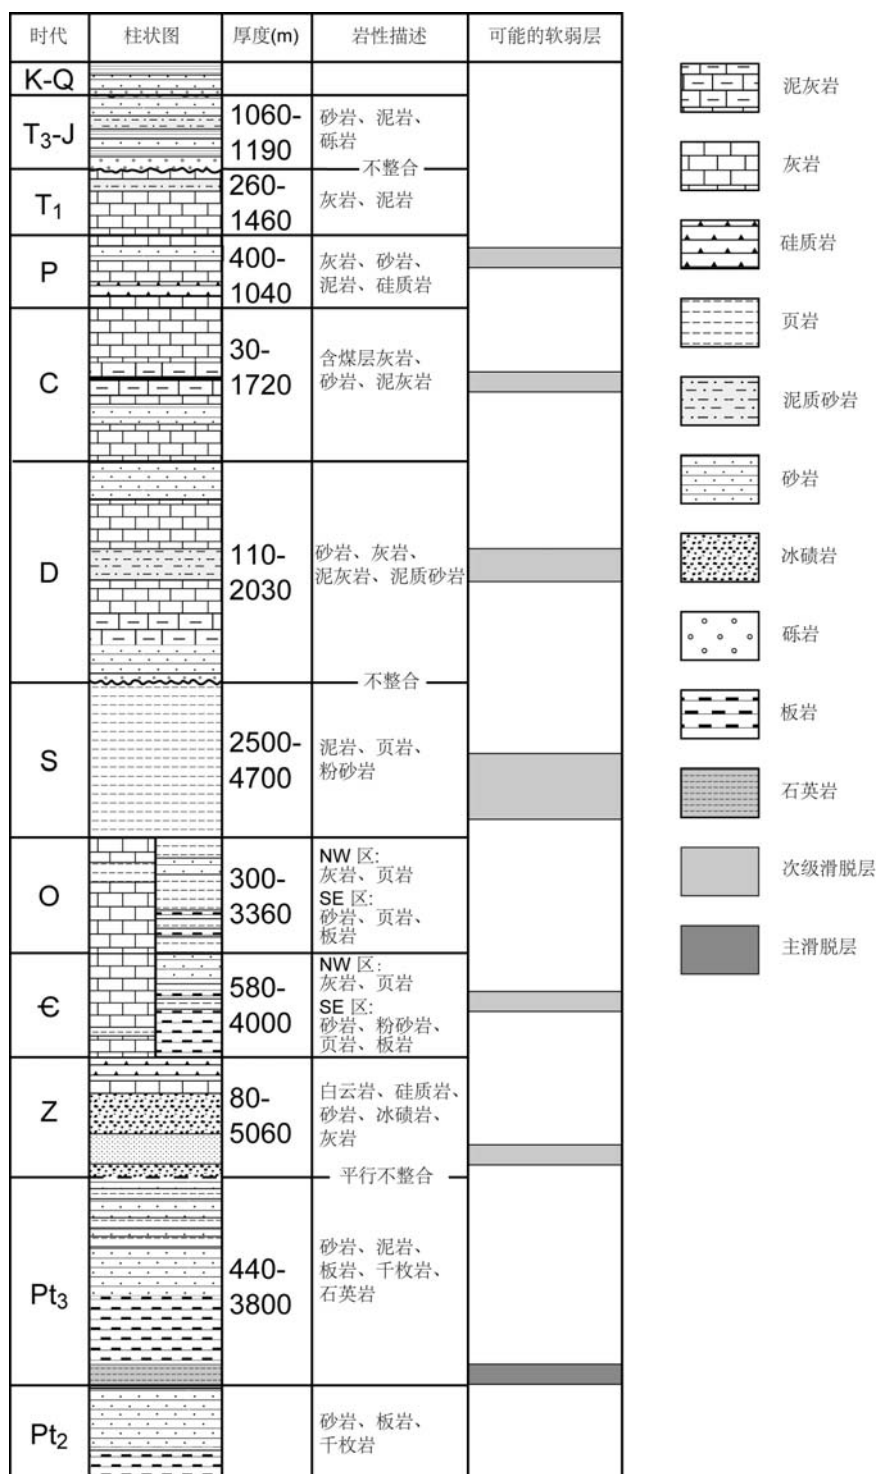 时代 柱状图 厚度(m) 岩性描述 可能的软弱层
K-Q
T₃-J
1060-
1190
砂岩、泥岩、
砾岩
不整合
T₁
260-
1460
灰岩、泥岩
P
400-
1040
灰岩、砂岩、
泥岩、硅质岩
C
30-
1720
含煤层灰岩、
砂岩、泥灰岩
D
110-
2030
砂岩、灰岩、
泥灰岩、泥质砂岩
不整合
S
2500-
4700
泥岩、页岩、
粉砂岩
O
300-
3360
NW 区:
灰岩、页岩
SE 区:
砂岩、页岩、
板岩
Є
580-
4000
NW 区:
灰岩、页岩
SE 区:
砂岩、粉砂岩、
页岩、板岩
Z
80-
5060
白云岩、硅质岩、
砂岩、冰碛岩、
灰岩
平行不整合
Pt₃
440-
3800
砂岩、泥岩、
板岩、千枚岩、
石英岩
Pt₂
砂岩、板岩、
千枚岩
泥灰岩
灰岩
硅质岩
页岩
泥质砂岩
砂岩
冰碛岩
砾岩
板岩
石英岩
次级滑脱层
主滑脱层